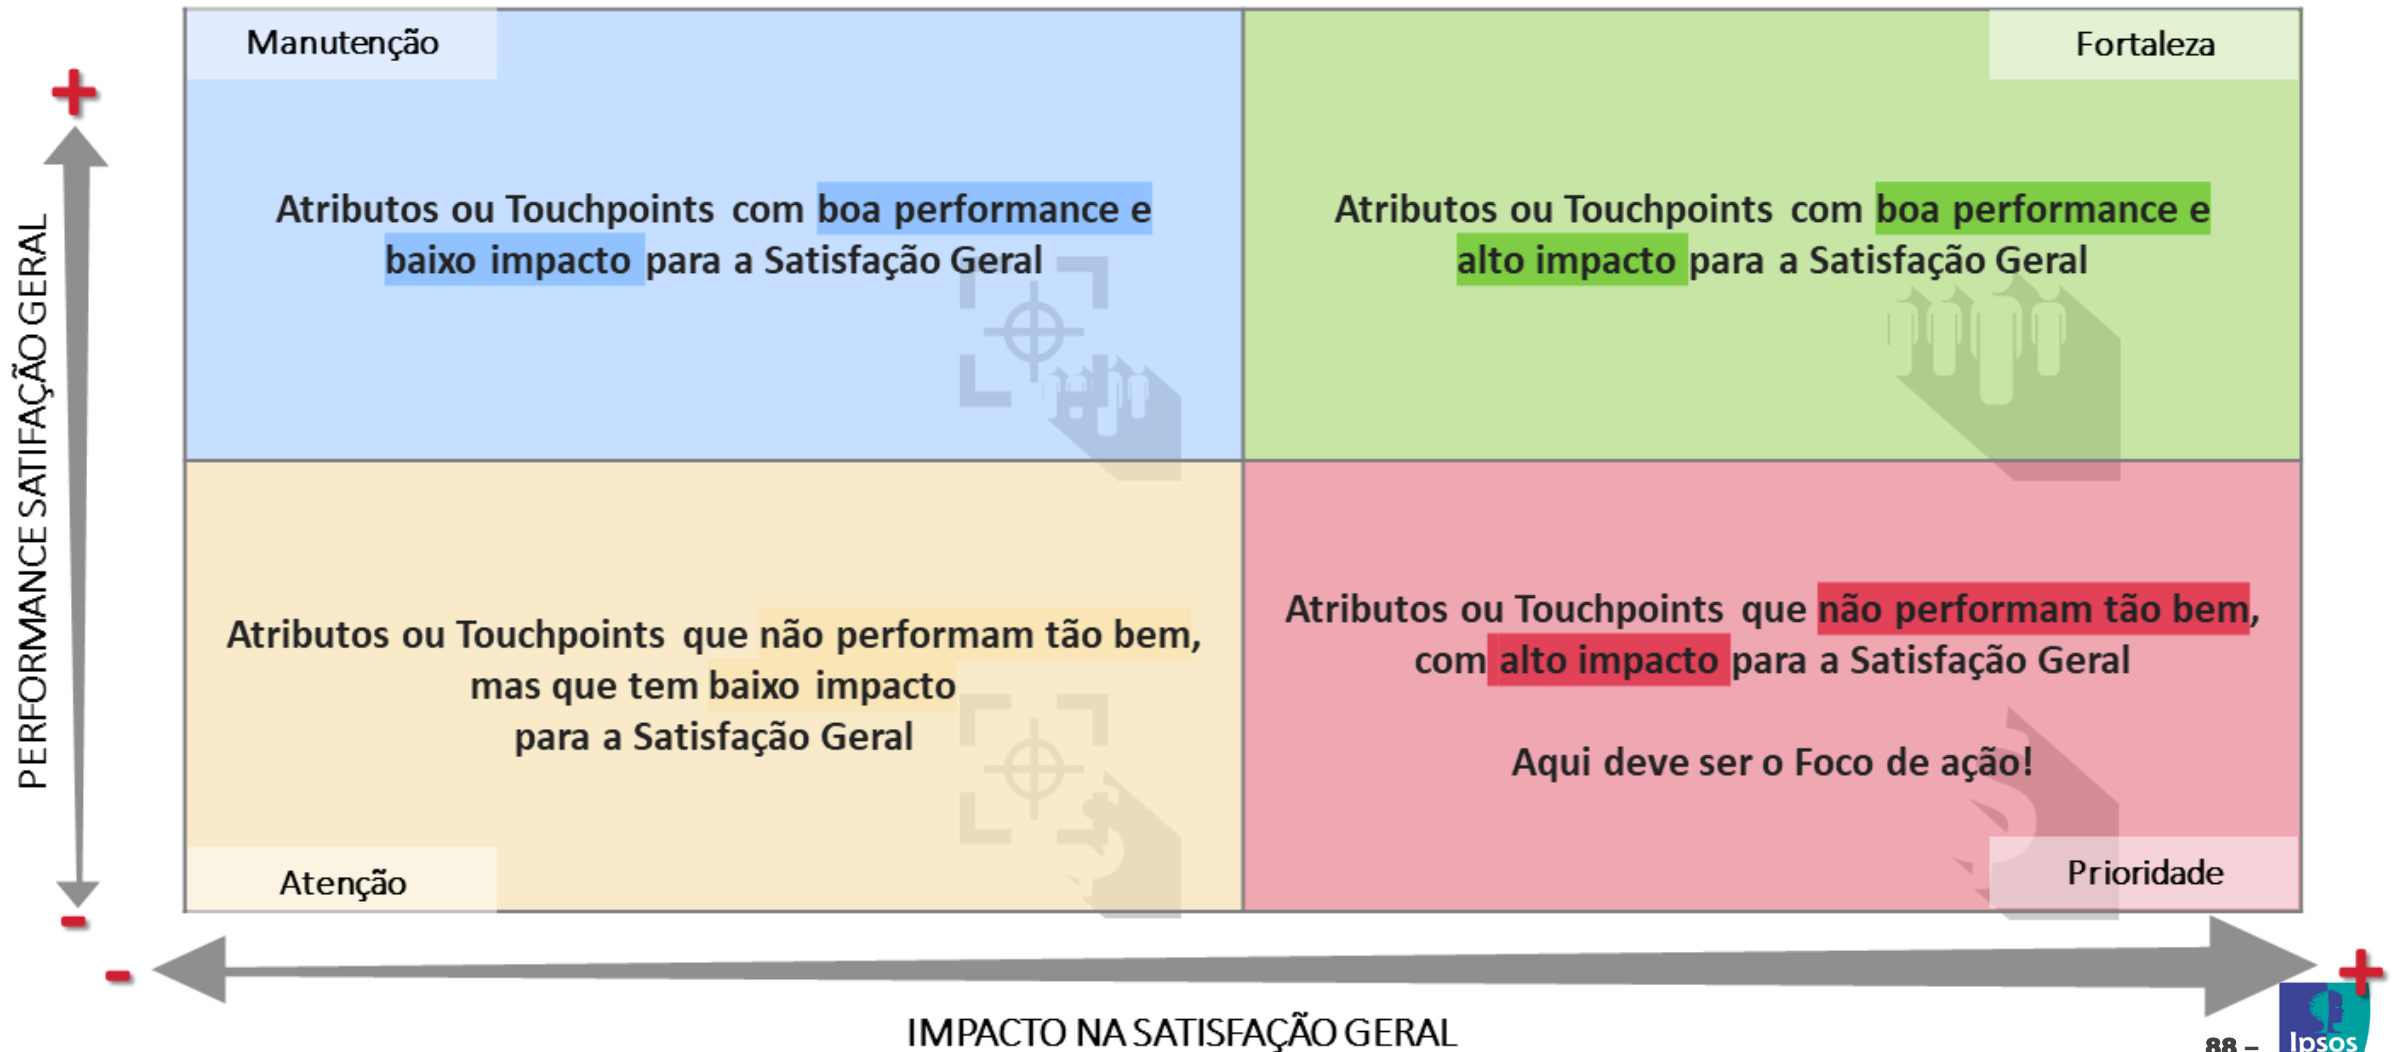 Manutenção
Fortaleza
+
Atributos ou Touchpoints com boa performance e
baixo impacto para a Satisfação Geral
Atributos ou Touchpoints com boa performance e
alto impacto para a Satisfação Geral
PERFORMANCE SATIFAÇÃO GERAL
Atributos ou Touchpoints que não performam tão bem,
mas que tem baixo impacto
para a Satisfação Geral
Atributos ou Touchpoints que não performam tão bem,
com alto impacto para a Satisfação Geral
Aqui deve ser o Foco de ação!
Atenção
Prioridade
-
-
+
IMPACTO NA SATISFAÇÃO GERAL
88 –
Ipsos